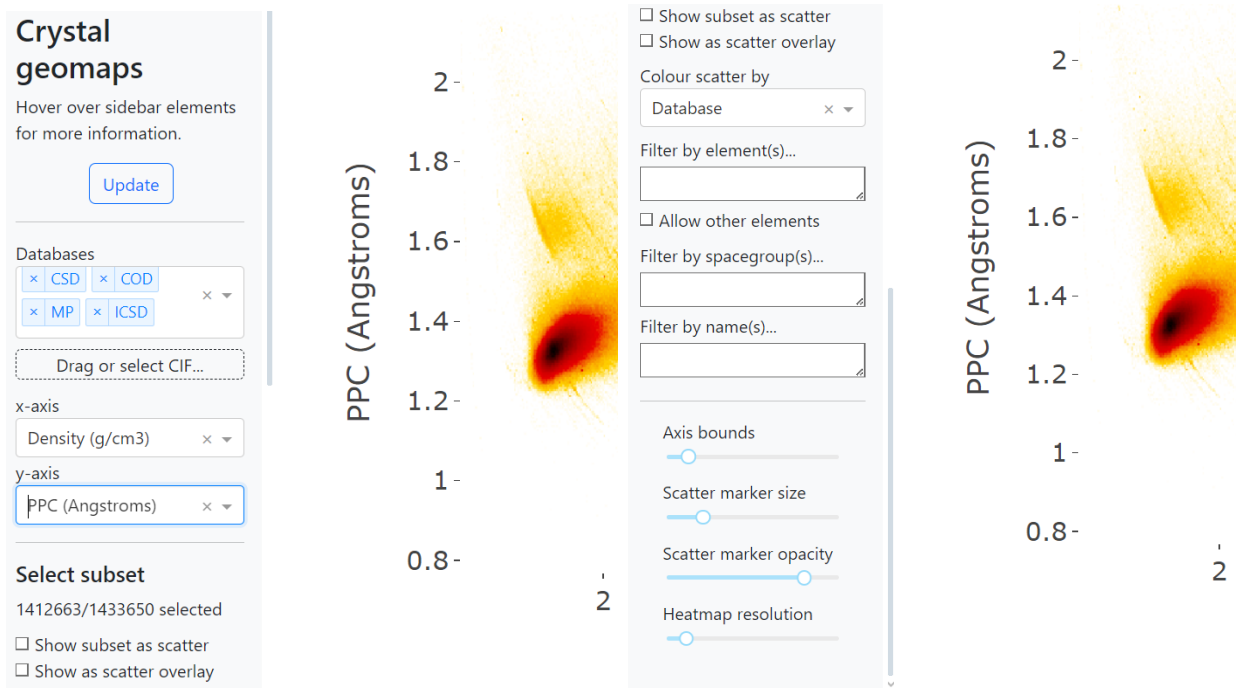 Crystal
geomaps
Hover over sidebar elements
for more information.
Update
Databases
× CSD × COD
× MP × ICSD
Drag or select CIF...
x-axis
Density (g/cm3)
y-axis
PPC (Angstroms)
Select subset
1412663/1433650 selected
Show subset as scatter
Show as scatter overlay
PPC (Angstroms)
2
1.8
1.6
1.4
1.2
1
0.8
2
Show subset as scatter
Show as scatter overlay
Colour scatter by
Database
Filter by element(s)...
Allow other elements
Filter by spacegroup(s)...
Filter by name(s)...
Axis bounds
Scatter marker size
Scatter marker opacity
Heatmap resolution
PPC (Angstroms)
2
1.8
1.6
1.4
1.2
1
0.8
2